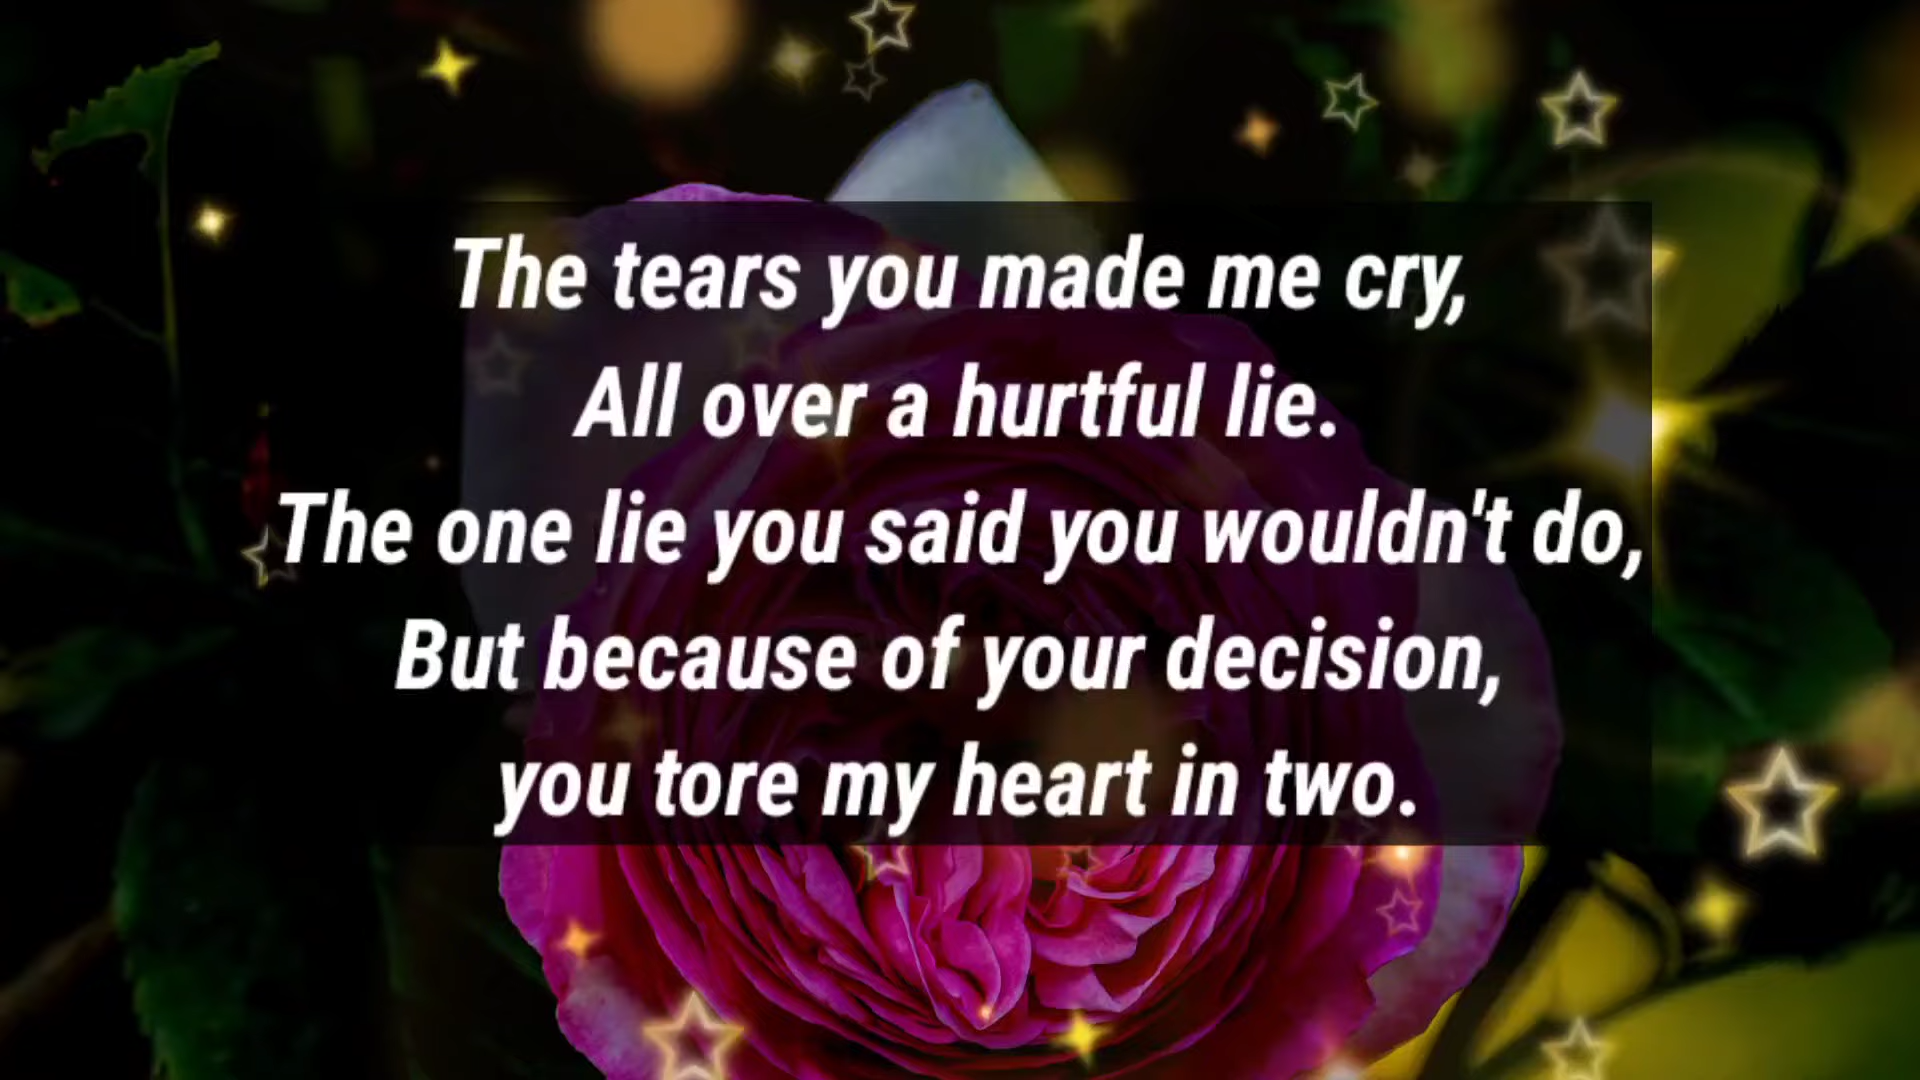 The tears you made me cry,
All over a hurtful lie.
The one lie you said you wouldn't do,
But because of your decision,
you tore my heart in two.